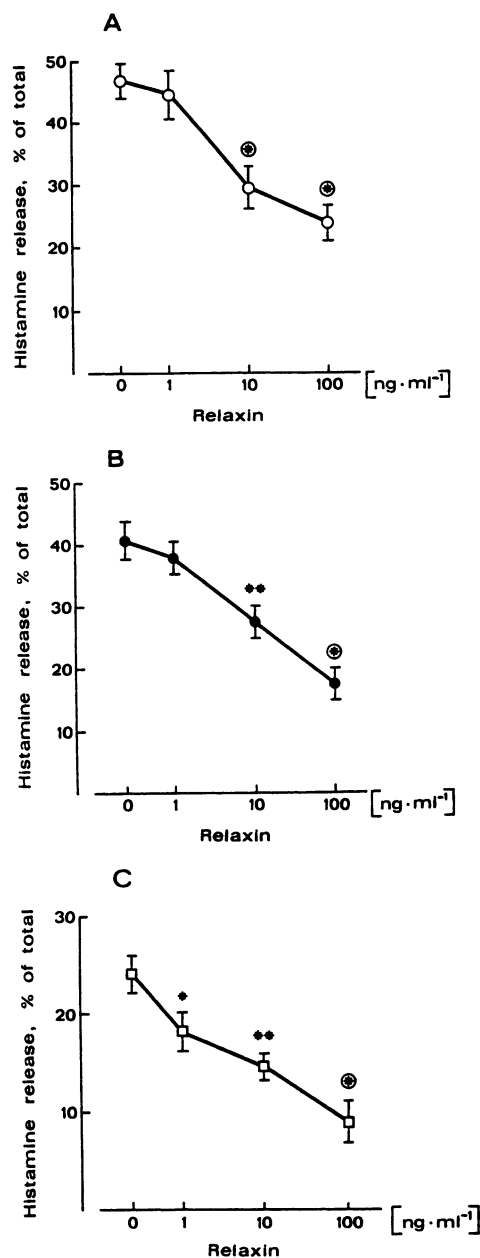 A
Histamine release, % of total
50
40
30
20
10
0 1 10 100 [ng·ml⁻¹]
Relaxin
B
Histamine release, % of total
50
40
30
20
10
0 1 10 100 [ng·ml⁻¹]
Relaxin
C
Histamine release, % of total
30
20
10
0 1 10 100 [ng·ml⁻¹]
Relaxin